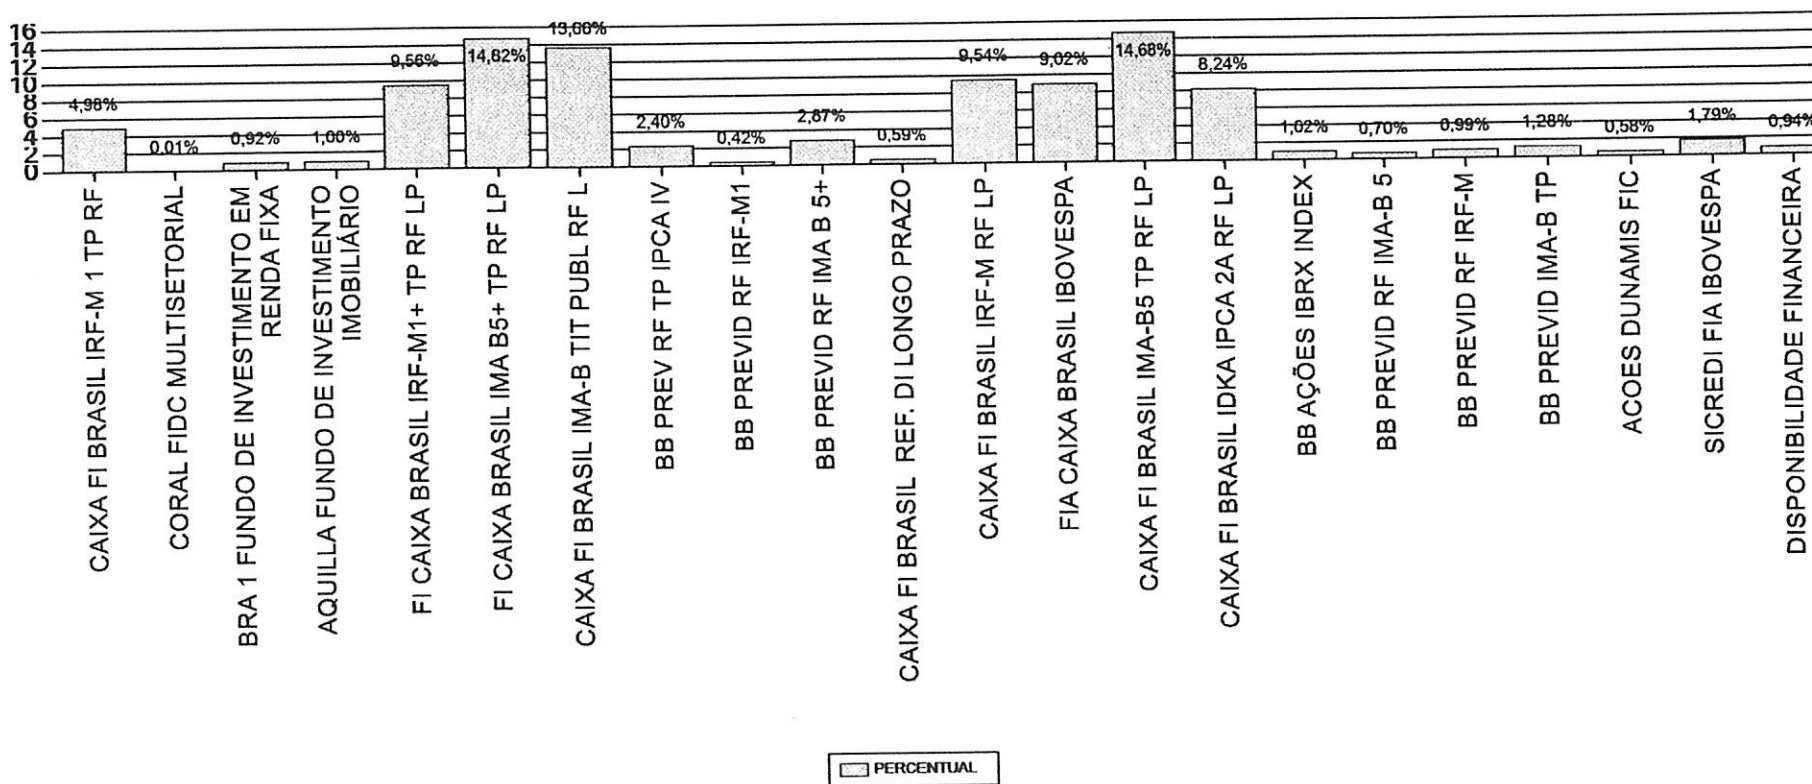 16
14
12
10
8
6
4
2
0
4,98%
0,01%
0,92%
1,00%
9,56%
14,62%
2,40%
0,42%
2,87%
0,59%
9,54%
9,02%
14,68%
8,24%
1,02%
0,70%
0,99%
1,28%
0,58%
1,79%
0,94%
CAIXA FI BRASIL IRF-M 1 TP RF
CORAL FIDC MULTISETORIAL
BRA 1 FUNDO DE INVESTIMENTO EM
RENDA FIXA
AQUILLA FUNDO DE INVESTIMENTO
IMOBILIÁRIO
FI CAIXA BRASIL IRF-M1+ TP RF LP
FI CAIXA BRASIL IMA B5+ TP RF LP
CAIXA FI BRASIL IMA-B TIT PUBL RF L
BB PREV RF TP IPCA IV
BB PREVID RF IRF-M1
BB PREVID RF IMA B 5+
CAIXA FI BRASIL REF. DI LONGO PRAZO
CAIXA FI BRASIL IRF-M RF LP
FIA CAIXA BRASIL IBOVESPA
CAIXA FI BRASIL IMA-B5 TP RF LP
CAIXA FI BRASIL IDKA IPCA 2A RF LP
BB AÇÕES IBRX INDEX
BB PREVID RF IMA-B 5
BB PREVID RF IRF-M
BB PREVID IMA-B TP
ACOES DUNAMIS FIC
SICREDI FIA IBOVESPA
DISPONIBILIDADE FINANCEIRA
PERCENTUAL